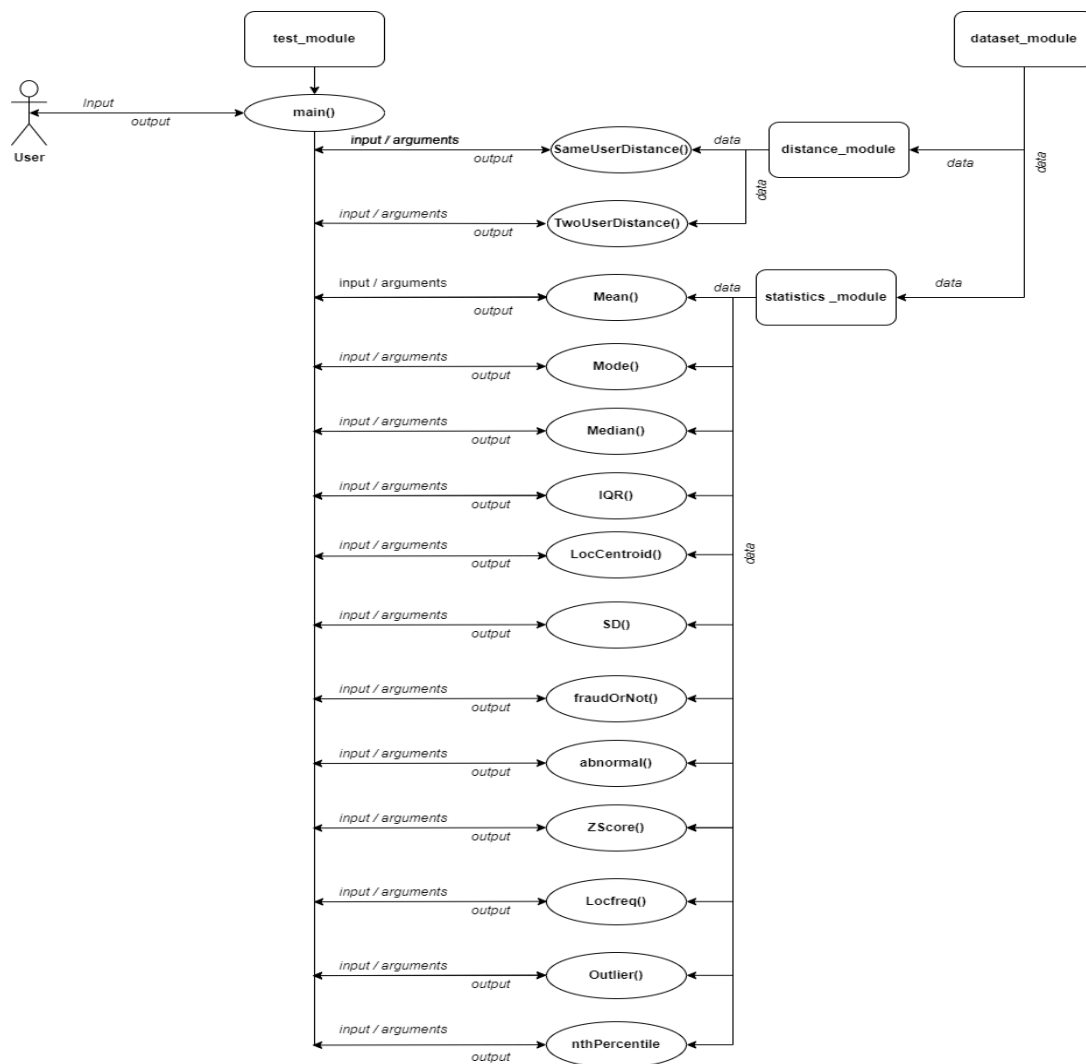 test_module
dataset_module
Input
main()
output
User
input / arguments
SameUserDistance()
data
distance_module
data
data
output
data
input / arguments
TwoUserDistance()
output
input / arguments
Mean()
data
statistics _module
data
output
input / arguments
Mode()
output
input / arguments
Median()
output
input / arguments
IQR()
output
input / arguments
LocCentroid()
data
output
input / arguments
SD()
output
input / arguments
fraudOrNot()
output
input / arguments
abnormal()
output
input / arguments
ZScore()
output
input / arguments
Locfreq()
output
input / arguments
Outlier()
output
input / arguments
nthPercentile
output